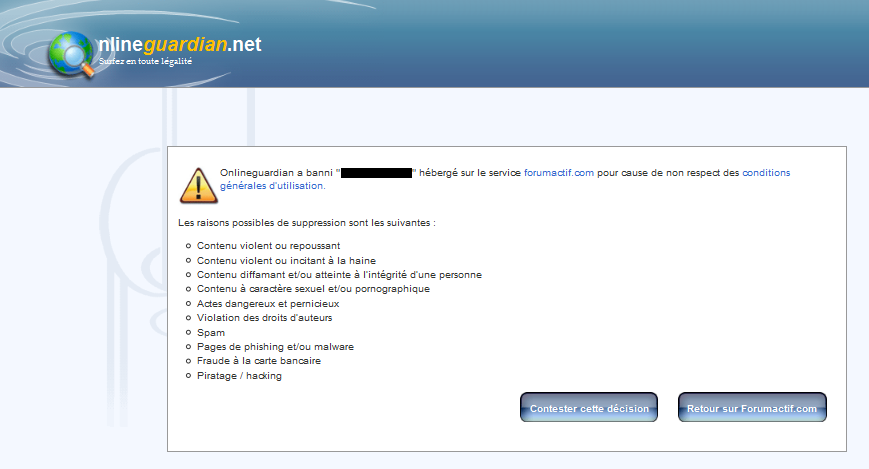 nlineguardian.net
Surfez en toute légalité
Onlineguardian a banni " " hébergé sur le service forumactif.com pour cause de non respect des conditions
générales d'utilisation.
Les raisons possibles de suppression sont les suivantes :
Contenu violent ou repoussant
Contenu violent ou incitant à la haine
Contenu diffamant et/ou atteinte à l'intégrité d'une personne
Contenu à caractère sexuel et/ou pornographique
Actes dangereux et pernicieux
Violation des droits d'auteurs
Spam
Pages de phishing et/ou malware
Fraude à la carte bancaire
Piratage / hacking
Contester cette décision Retour sur Forumactif.com